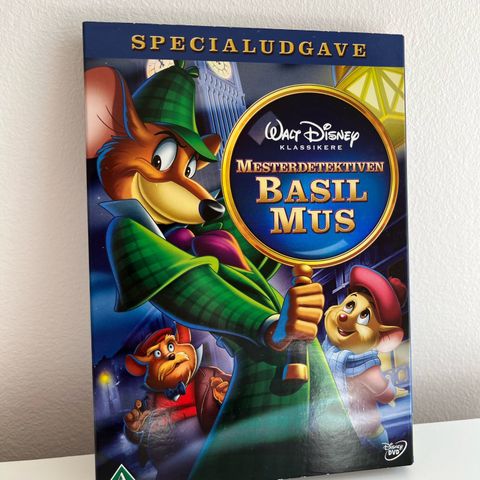 SPECIALUDGAVE
WALT DISNEY
KLASSIKERE
MESTERDETEKTIVEN
BASIL
MUS
DISNEY
DVD
A